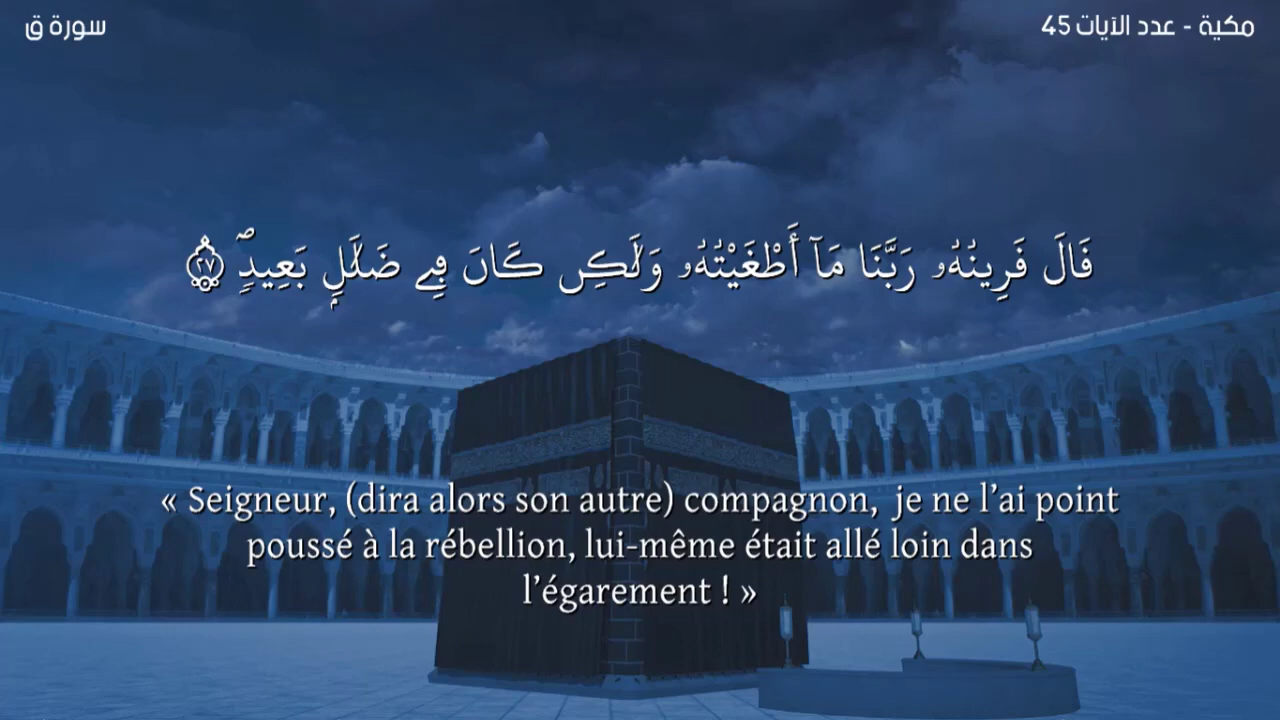 سورة ق
مكية - عدد الآيات 45
قَالَ قَرِينُهُۥ رَبَّنَا مَآ أَطْغَيْتُهُۥ وَلَٰكِن كَانَ فِے ضَلَٰلِۭ بَعِيدٖۖ ٢٧
« Seigneur, (dira alors son autre) compagnon, je ne l’ai point
poussé à la rébellion, lui-même était allé loin dans
l’égarement ! »